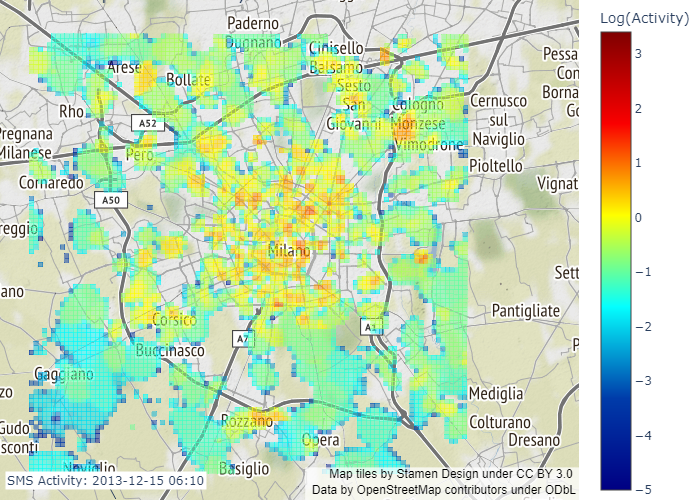 Paderno
Dugnano
Cinisello
Balsamo
Arese
Bollate
Sesto
San
Giovanni
Cologno
Monzese
Vimodrone
Pessa
Con
Borna
Go
Cernusco
sul
Naviglio
Rho
A52
Pregnana
Milanese
Pero
Pioltello
Cornaredo
A50
Vignat
reggio
Milano
Sett
ano
Pantigliate
Corsico
A7
A1
Buccinasco
P
Gaggiano
zo
Mediglia
Rozzano
Colturano
Gudo
sconti
Opera
Dresano
Noviglio
Basiglio
SMS Activity: 2013-12-15 06:10
Map tiles by Stamen Design under CC BY 3.0
Data by OpenStreetMap contributors under ODbL
Log(Activity)
3
2
1
0
−1
−2
−3
−4
−5